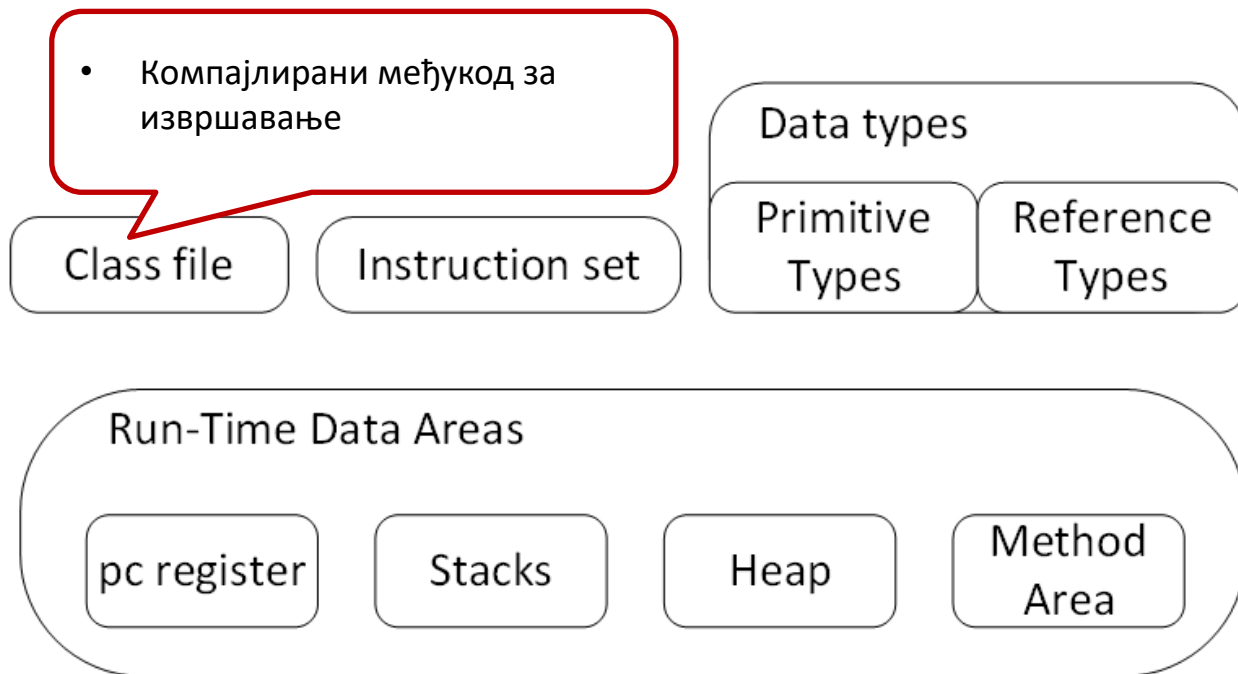 • Компајлирани међукод за
извршавање
Data types
Primitive
Types
Reference
Types
Class file
Instruction set
Run-Time Data Areas
pc register
Stacks
Heap
Method
Area